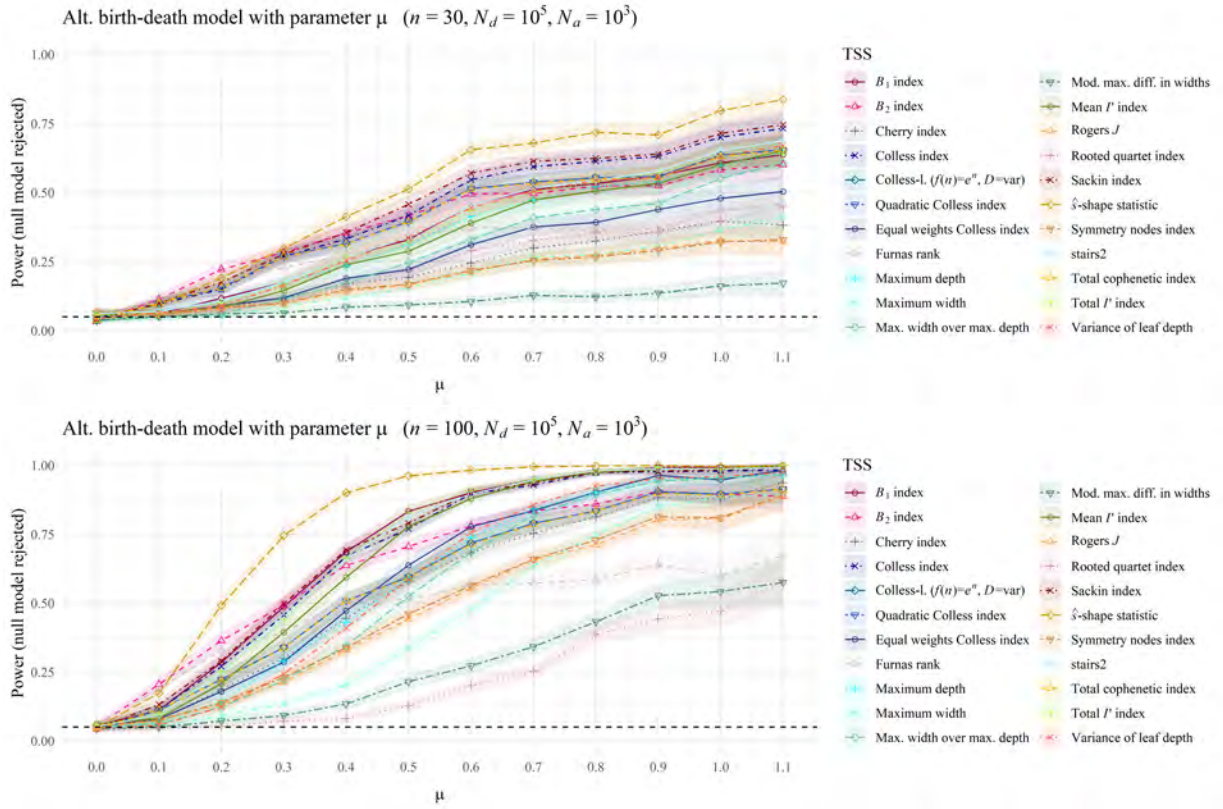 Alt. birth-death model with parameter μ (n = 30, N_d = 10^5, N_a = 10^3)
Power (null model rejected)
1.00
0.75
0.50
0.25
0.00
0.0 0.1 0.2 0.3 0.4 0.5 0.6 0.7 0.8 0.9 1.0 1.1
μ
TSS
B_1 index
B_2 index
Cherry index
Colless index
Colless-l. (f(n)=e^n, D=var)
Quadratic Colless index
Equal weights Colless index
Furnas rank
Maximum depth
Maximum width
Max. width over max. depth
Mod. max. diff. in widths
Mean I' index
Rogers J
Rooted quartet index
Sackin index
ŝ-shape statistic
Symmetry nodes index
stairs2
Total cophenetic index
Total I' index
Variance of leaf depth
Alt. birth-death model with parameter μ (n = 100, N_d = 10^5, N_a = 10^3)
Power (null model rejected)
1.00
0.75
0.50
0.25
0.00
0.0 0.1 0.2 0.3 0.4 0.5 0.6 0.7 0.8 0.9 1.0 1.1
μ
TSS
B_1 index
B_2 index
Cherry index
Colless index
Colless-l. (f(n)=e^n, D=var)
Quadratic Colless index
Equal weights Colless index
Furnas rank
Maximum depth
Maximum width
Max. width over max. depth
Mod. max. diff. in widths
Mean I' index
Rogers J
Rooted quartet index
Sackin index
ŝ-shape statistic
Symmetry nodes index
stairs2
Total cophenetic index
Total I' index
Variance of leaf depth